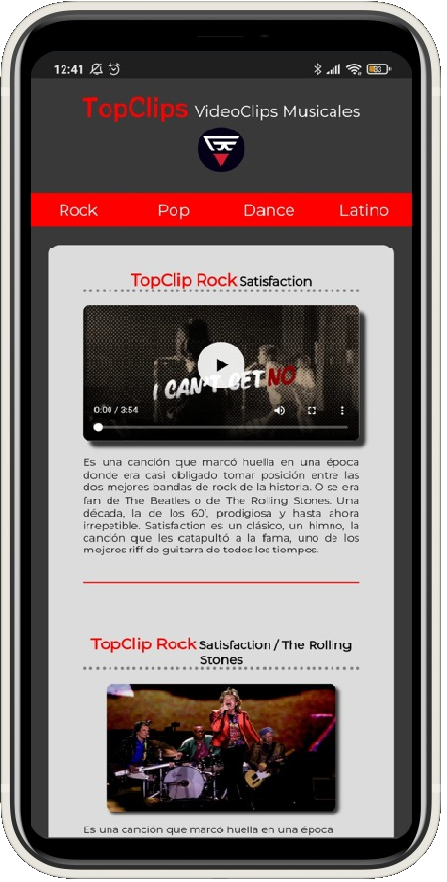 12:41
83
TopClips VideoClips Musicales
Rock Pop Dance Latino
TopClip Rock Satisfaction
I CAN'T GET NO
0:00 / 3:54
Es una canción que marcó huella en una época
donde era casi obligado tomar posición entre las
dos mejores bandas de rock de la historia. O se era
fan de The Beatles o de The Rolling Stones. Una
década, la de los 60', prodigiosa y hasta ahora
irrepetible. Satisfaction es un clásico, un himno, la
canción que les catapultó a la fama, uno de los
mejores riff de guitarra de todos los tiempos.
TopClip Rock Satisfaction / The Rolling
Stones
Es una canción que marcó huella en una época